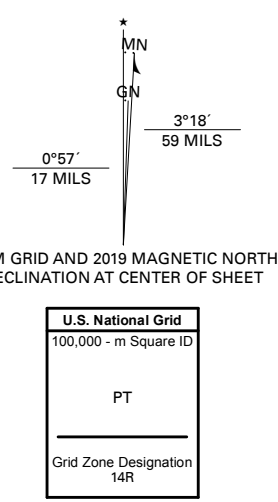 MN
GN
3°18´
59 MILS
0°57´
17 MILS
M GRID AND 2019 MAGNETIC NORTH
ECLINATION AT CENTER OF SHEET
U.S. National Grid
100,000 - m Square ID
PT
Grid Zone Designation
14R